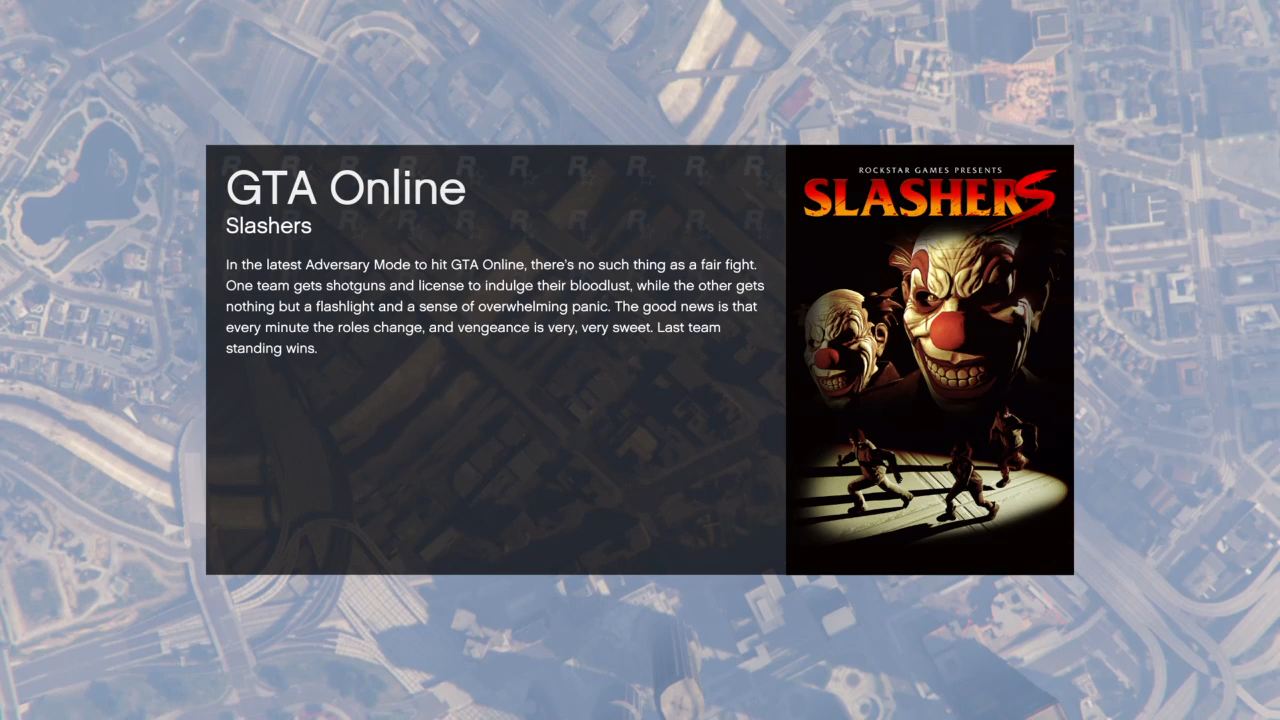 GTA Online
Slashers
In the latest Adversary Mode to hit GTA Online, there's no such thing as a fair fight.
One team gets shotguns and license to indulge their bloodlust, while the other gets
nothing but a flashlight and a sense of overwhelming panic. The good news is that
every minute the roles change, and vengeance is very, very sweet. Last team
standing wins.
ROCKSTAR GAMES PRESENTS
SLASHERS